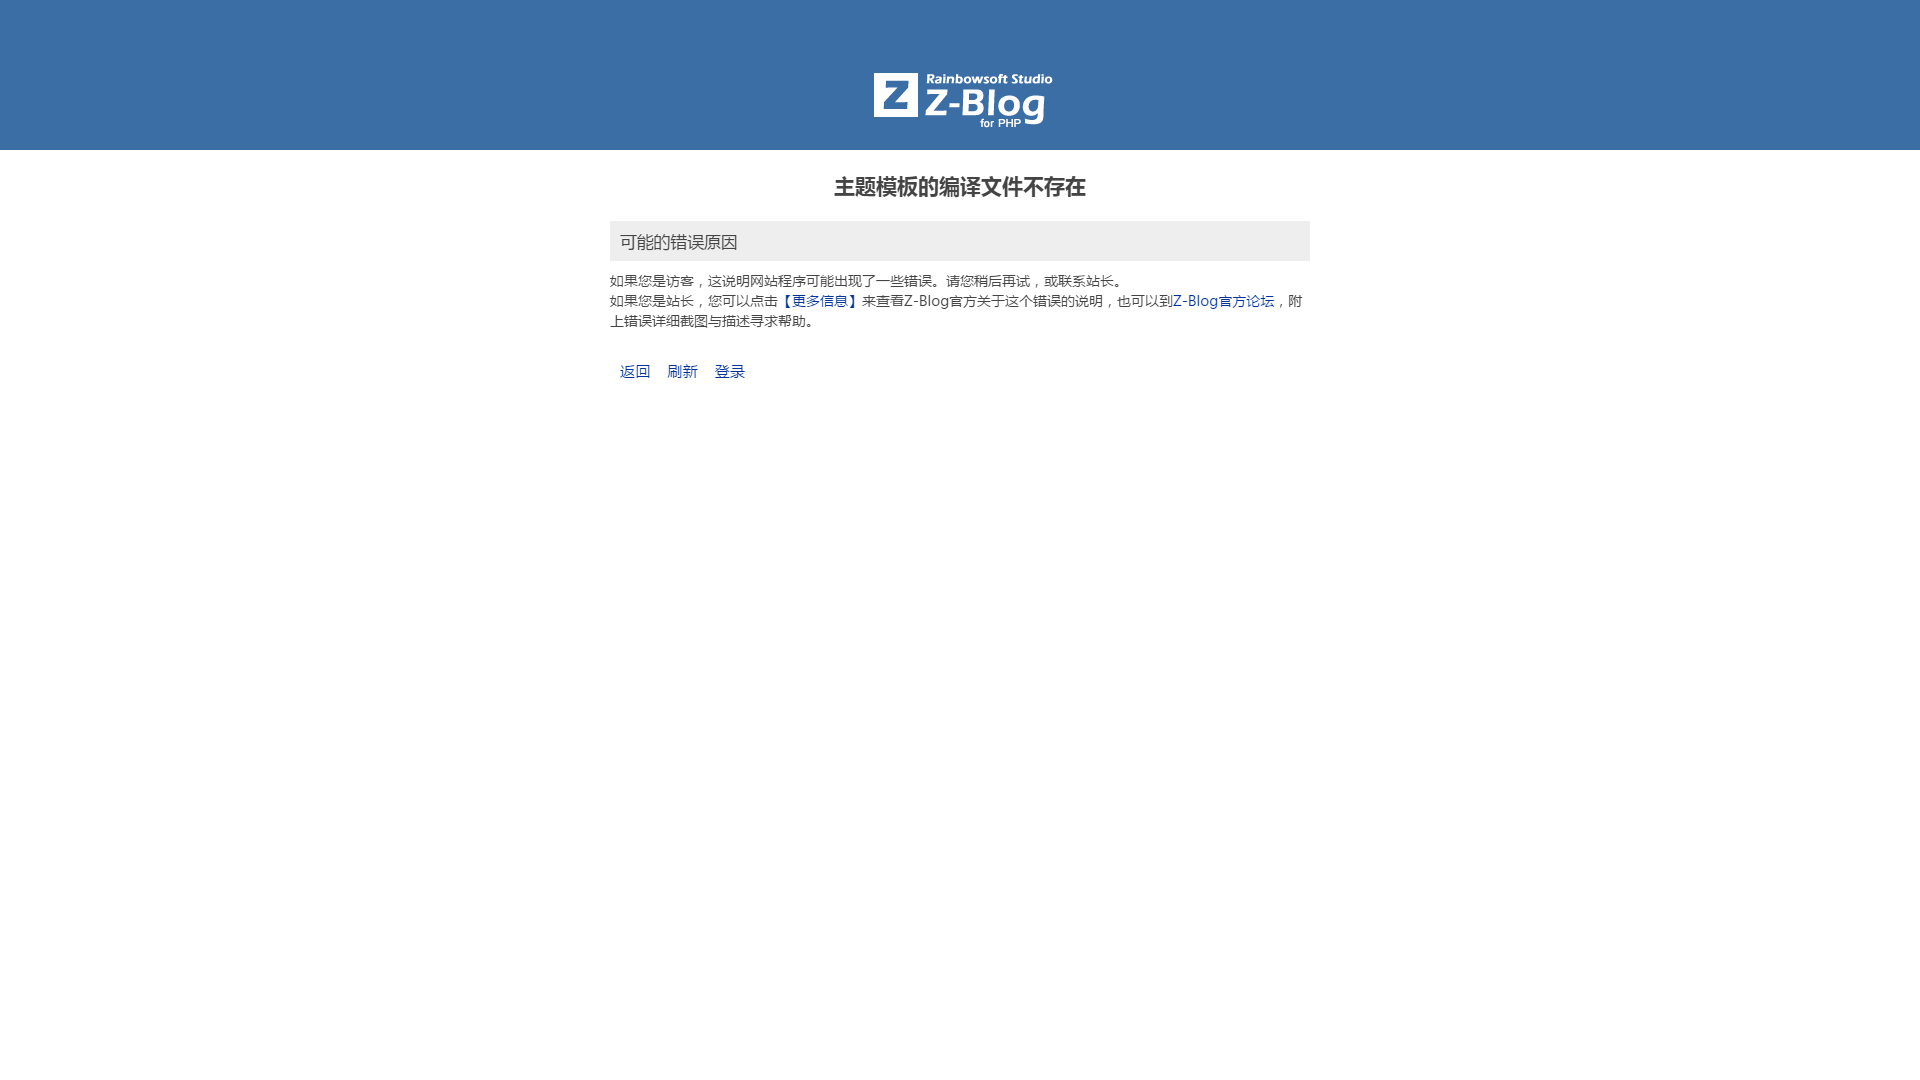 Rainbowsoft Studio
Z-Blog
for PHP
主题模板的编译文件不存在
可能的错误原因
如果您是访客，这说明网站程序可能出现了一些错误。请您稍后再试，或联系站长。
如果您是站长，您可以点击【更多信息】来查看Z-Blog官方关于这个错误的说明，也可以到Z-Blog官方论坛，附
上错误详细截图与描述寻求帮助。
返回 刷新 登录